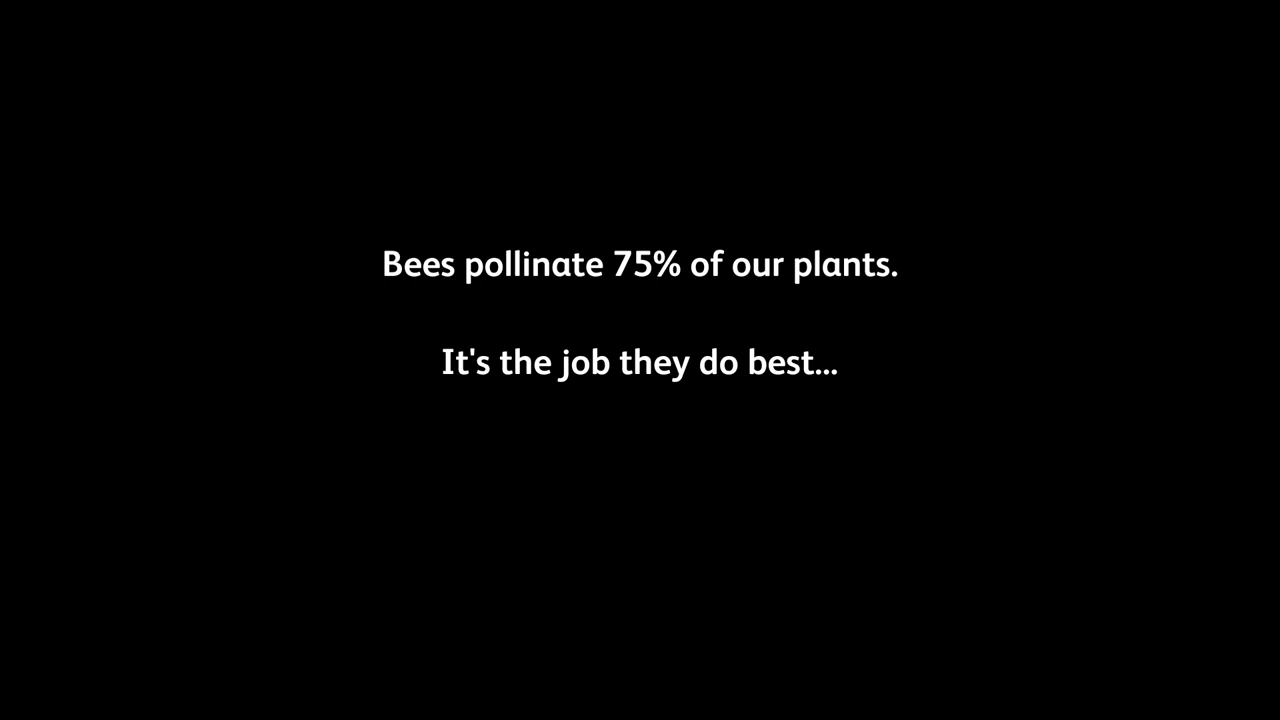 Bees pollinate 75% of our plants.
It's the job they do best...